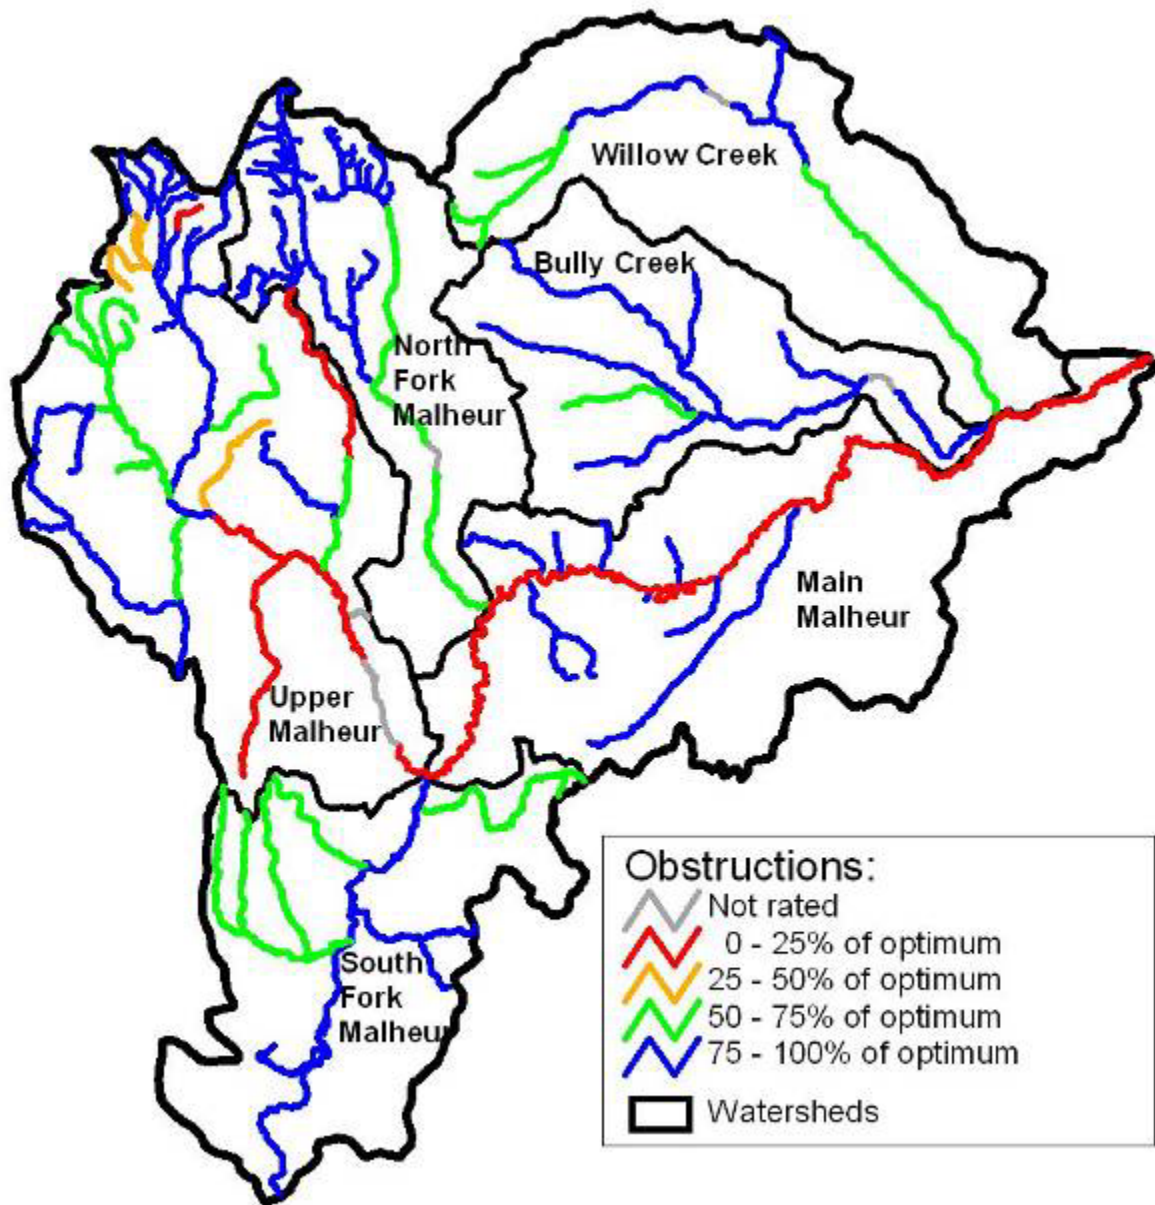 Willow Creek
Bully Creek
North
Fork
Malheur
Main
Malheur
Upper
Malheur
South
Fork
Malheur
Obstructions:
Not rated
0 - 25% of optimum
25 - 50% of optimum
50 - 75% of optimum
75 - 100% of optimum
Watersheds